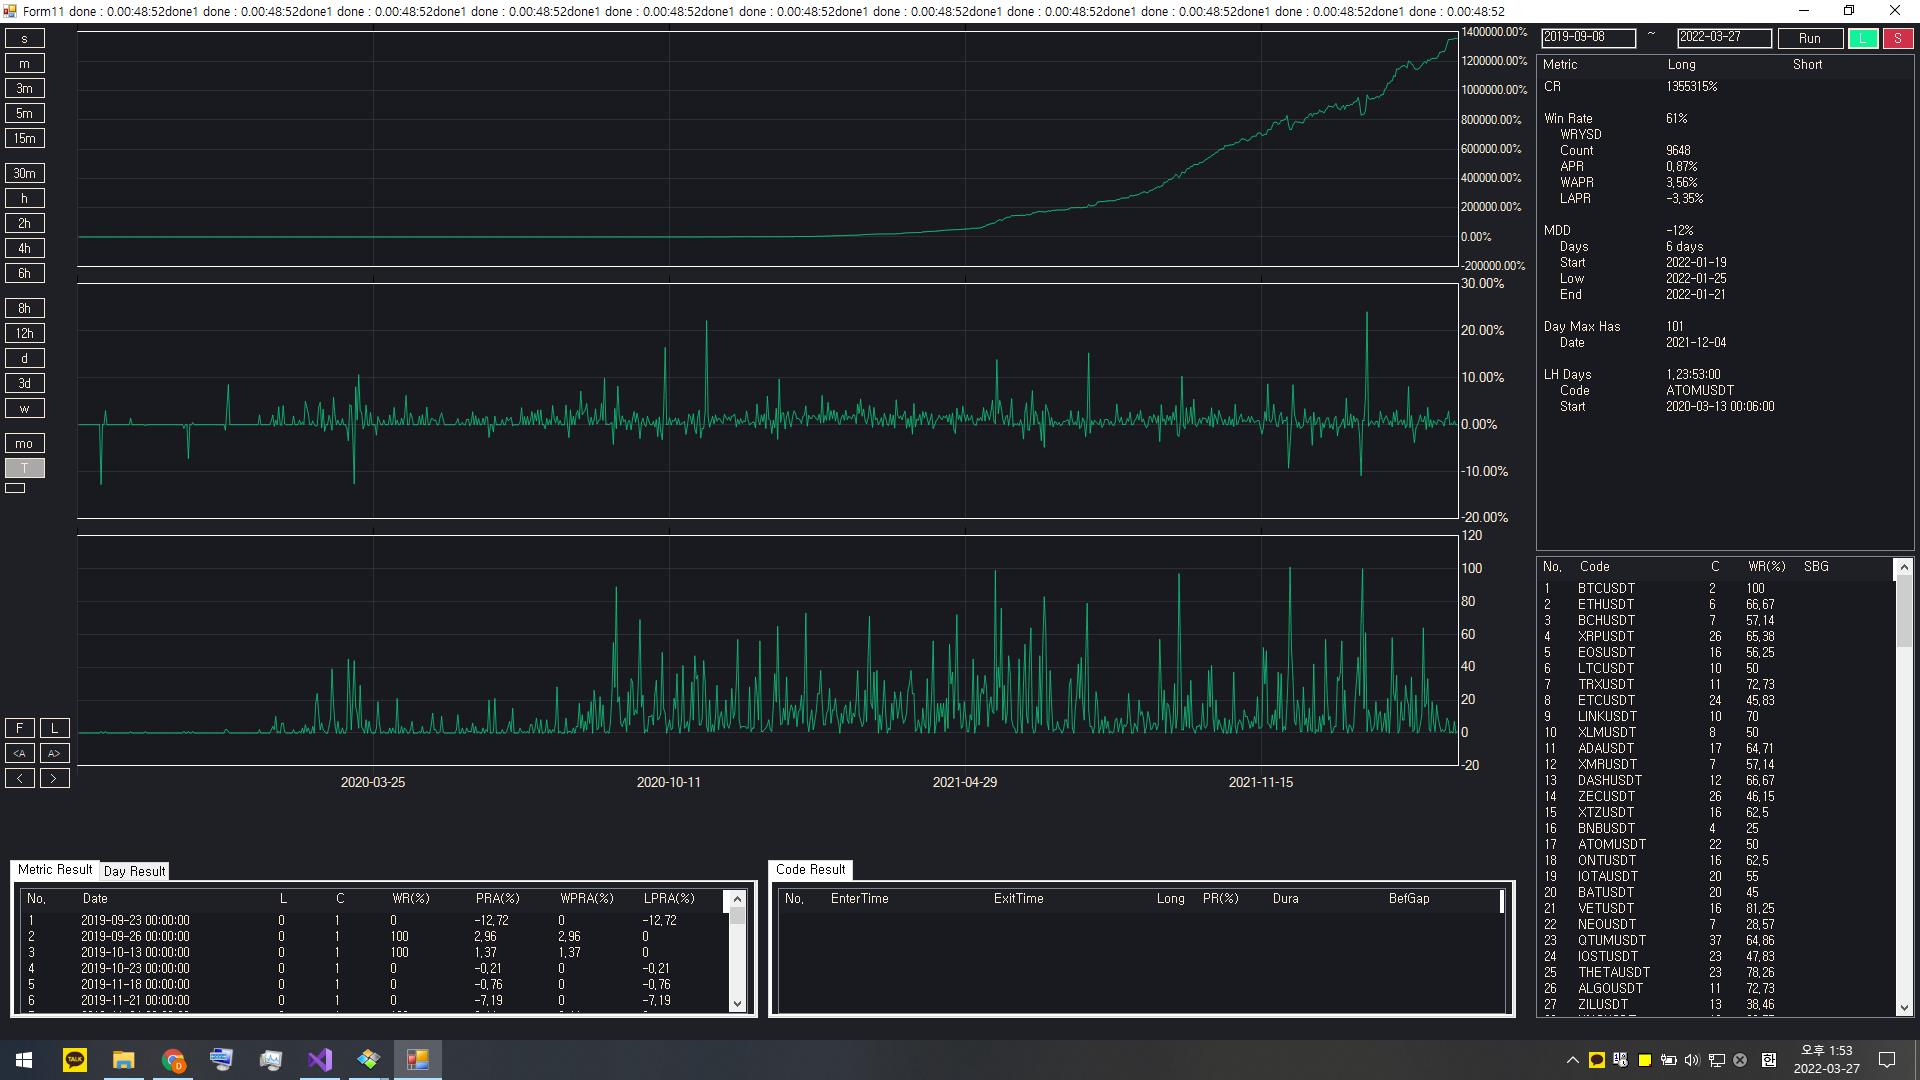 Form11 done : 0.00:48:52done1 done : 0.00:48:52done1 done : 0.00:48:52done1 done : 0.00:48:52done1 done : 0.00:48:52done1 done : 0.00:48:52done1 done : 0.00:48:52done1 done : 0.00:48:52done1 done : 0.00:48:52done1 done : 0.00:48:52done1 done : 0.00:48:52
s
m
3m
5m
15m
30m
h
2h
4h
6h
8h
12h
d
3d
w
mo
T
F L
<A A>
< >
1400000.00%
1200000.00%
1000000.00%
800000.00%
600000.00%
400000.00%
200000.00%
0.00%
-200000.00%
30.00%
20.00%
10.00%
0.00%
-10.00%
-20.00%
120
100
80
60
40
20
0
-20
2020-03-25 2020-10-11 2021-04-29 2021-11-15
2019-09-08 ~ 2022-03-27 Run L S
Metric Long Short
CR 1355315%
Win Rate 61%
WRYSD
Count 9648
APR 0,87%
WAPR 3,56%
LAPR -3,35%
MDD -12%
Days 6 days
Start 2022-01-19
Low 2022-01-25
End 2022-01-21
Day Max Has 101
Date 2021-12-04
LH Days 1,23:53:00
Code ATOMUSDT
Start 2020-03-13 00:06:00
No, Code C WR(%) SBG
1 BTCUSDT 2 100
2 ETHUSDT 6 66,67
3 BCHUSDT 7 57,14
4 XRPUSDT 26 65,38
5 EOSUSDT 16 56,25
6 LTCUSDT 10 50
7 TRXUSDT 11 72,73
8 ETCUSDT 24 45,83
9 LINKUSDT 10 70
10 XLMUSDT 8 50
11 ADAUSDT 17 64,71
12 XMRUSDT 7 57,14
13 DASHUSDT 12 66,67
14 ZECUSDT 26 46,15
15 XTZUSDT 16 62,5
16 BNBUSDT 4 25
17 ATOMUSDT 22 50
18 ONTUSDT 16 62,5
19 IOTAUSDT 20 55
20 BATUSDT 20 45
21 VETUSDT 16 81,25
22 NEOUSDT 7 28,57
23 QTUMUSDT 37 64,86
24 IOSTUSDT 23 47,83
25 THETAUSDT 23 78,26
26 ALGOUSDT 11 72,73
27 ZILUSDT 13 38,46
Metric Result Day Result
No, Date L C WR(%) PRA(%) WPRA(%) LPRA(%)
1 2019-09-23 00:00:00 0 1 0 -12,72 0 -12,72
2 2019-09-26 00:00:00 0 1 100 2,96 2,96 0
3 2019-10-13 00:00:00 0 1 100 1,37 1,37 0
4 2019-10-23 00:00:00 0 1 0 -0,21 0 -0,21
5 2019-11-18 00:00:00 0 1 0 -0,76 0 -0,76
6 2019-11-21 00:00:00 0 1 0 -7,19 0 -7,19
Code Result
No, EnterTime ExitTime Long PR(%) Dura BefGap
TALK
한
오후 1:53
2022-03-27